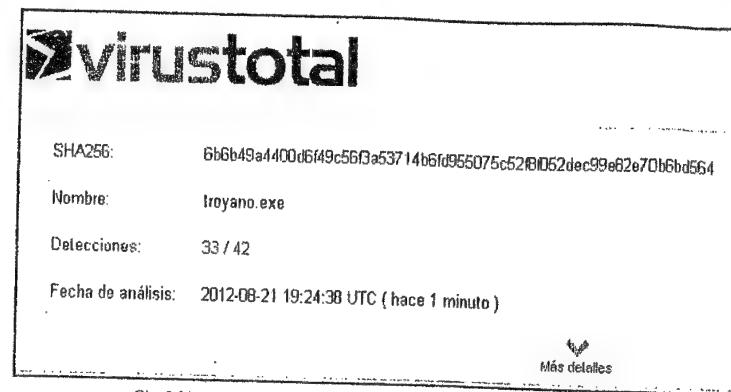 virustotal
SHA256:
Nombre: troyano.exe
Detecciones: 33 / 42
Fecha de análisis: 2012-08-21 19:24:38 UTC ( hace 1 minuto )
Más detalles